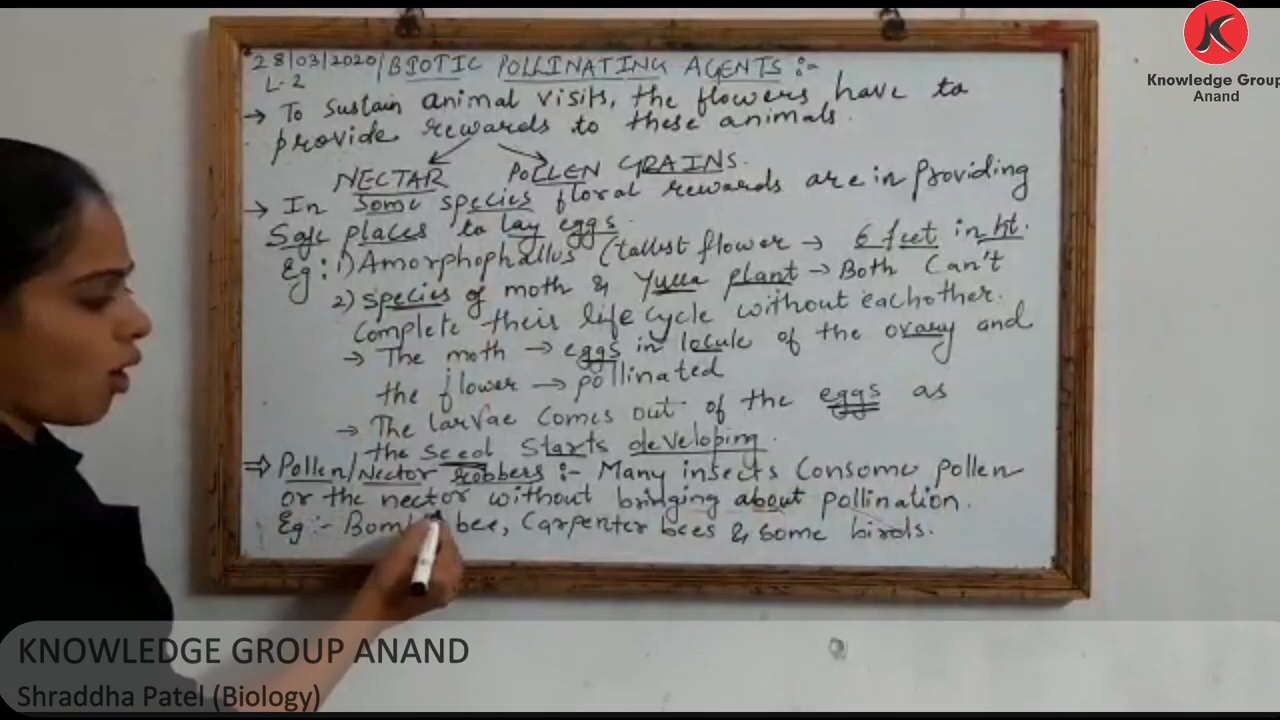 28/03/2020/ BIOTIC POLLINATING AGENTS :-
L-2
→ To sustain animal visits, the flowers have to
provide rewards to these animals.
NECTAR POLLEN GRAINS.
→ In some species floral rewards are in providing
safe places to lay eggs.
Eg: 1) Amorphophallus (tallest flower → 6 feet in ht.
2) species of moth & Yucca plant → Both Can't
Complete their life cycle without eachother.
→ The moth → eggs in locule of the ovary and
the flower → pollinated
→ The larvae comes out of the eggs as
the seed starts developing.
⇒ Pollen/Nector robbers :- Many insects Consome pollen
or the nector without bringing about pollination.
Eg :- bee, Carpenter bees & some birds.
Knowledge Group
Anand
KNOWLEDGE GROUP ANAND
Shraddha Patel (Biology)